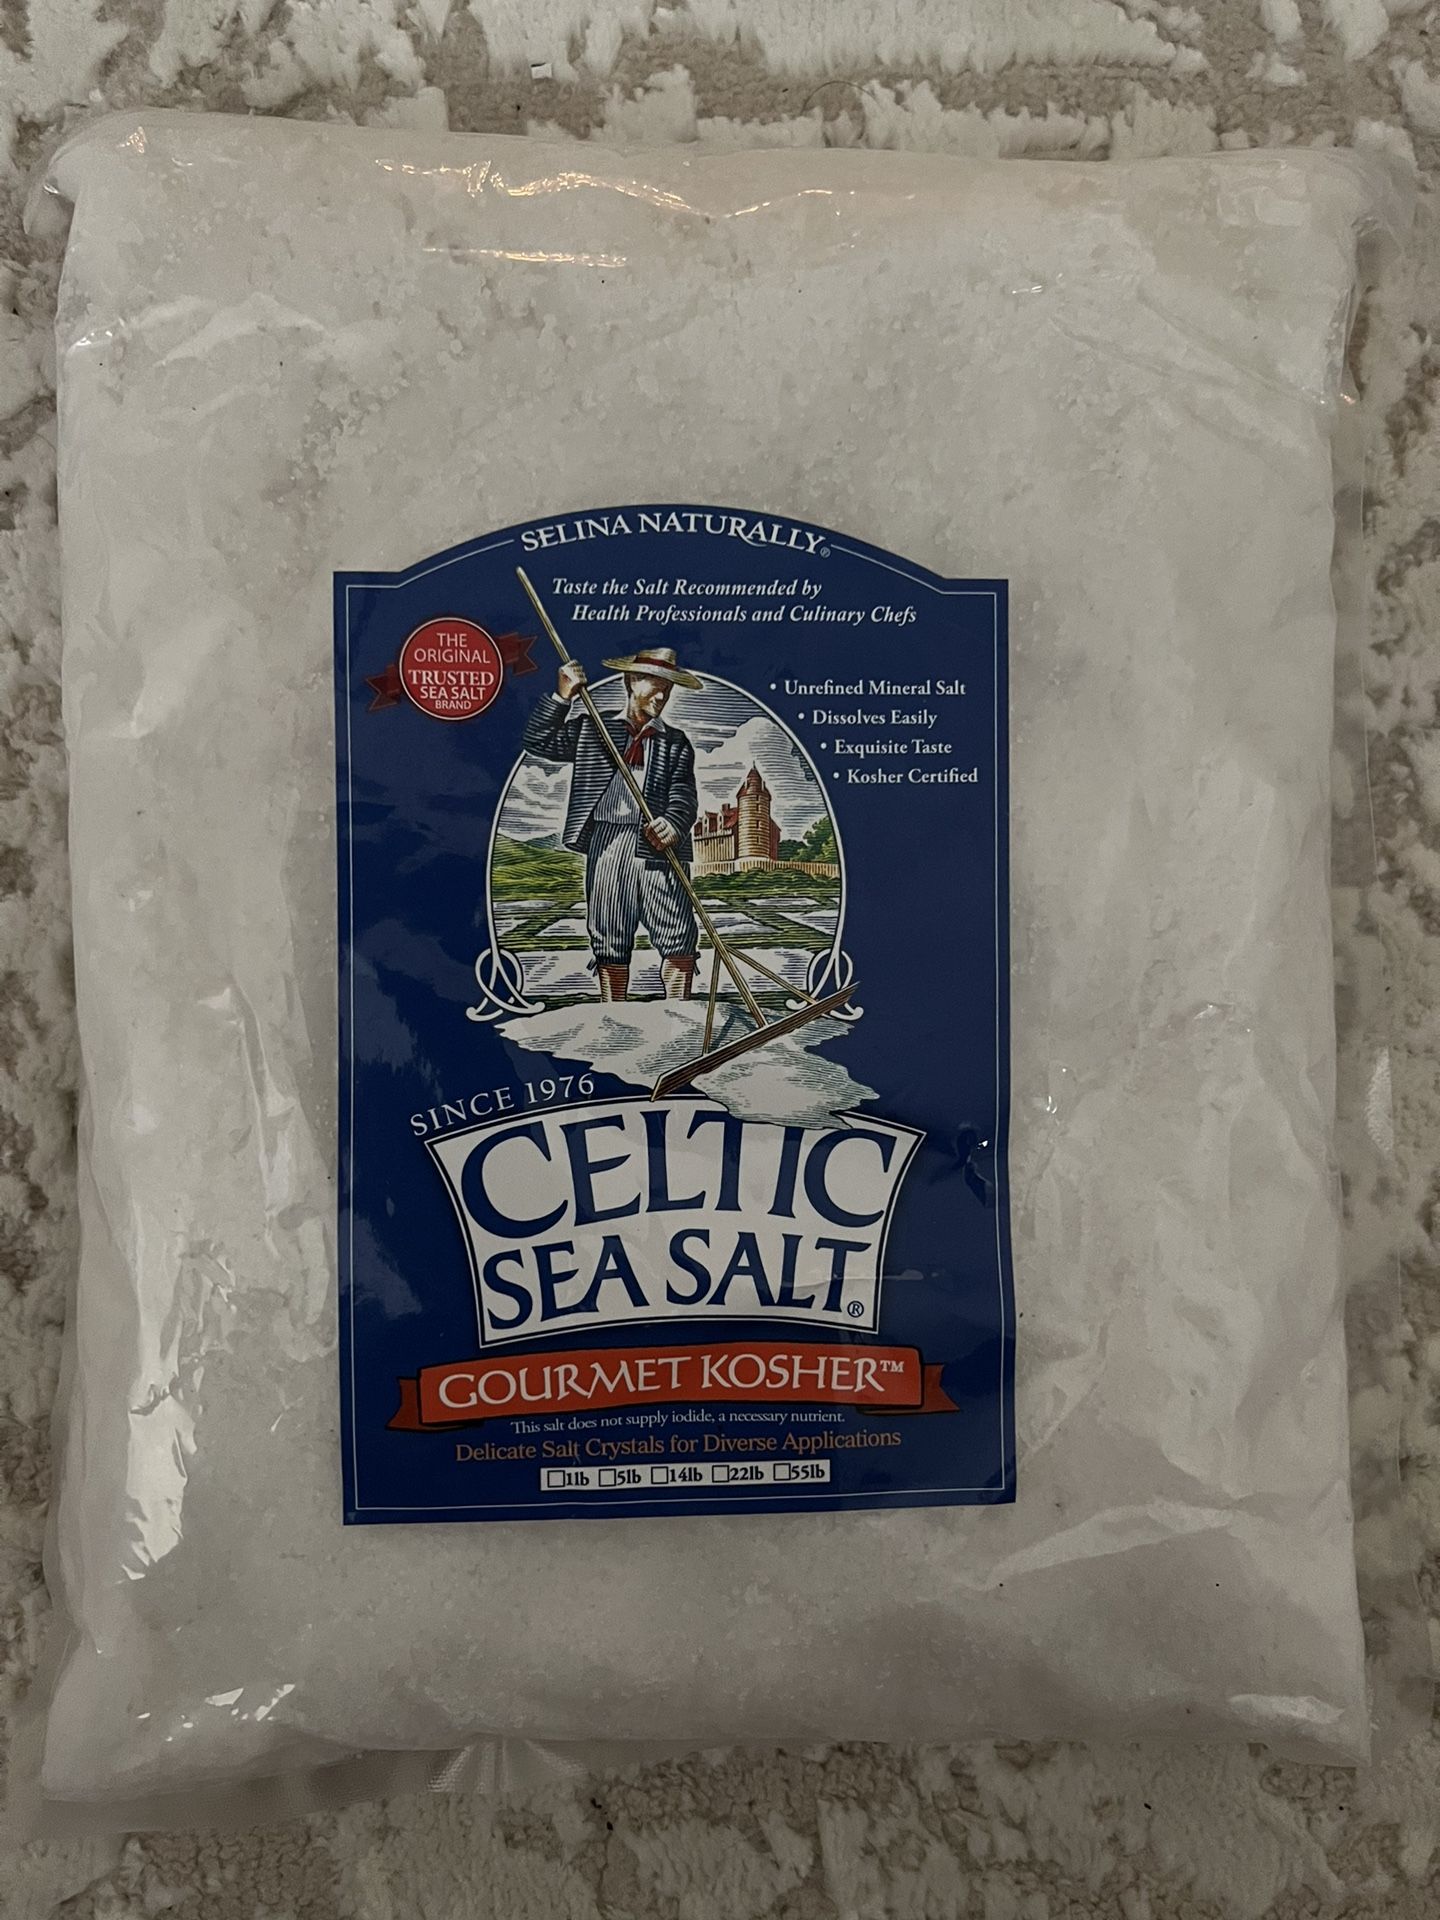 SELINA NATURALLY®
Taste the Salt Recommended by
Health Professionals and Culinary Chefs
THE
ORIGINAL
TRUSTED
SEA SALT
BRAND
• Unrefined Mineral Salt
• Dissolves Easily
• Exquisite Taste
• Kosher Certified
SINCE 1976
CELTIC
SEA SALT®
GOURMET KOSHER™
This salt does not supply iodide, a necessary nutrient.
Delicate Salt Crystals for Diverse Applications
☐1lb ☐5lb ☐14lb ☐22lb ☐55lb